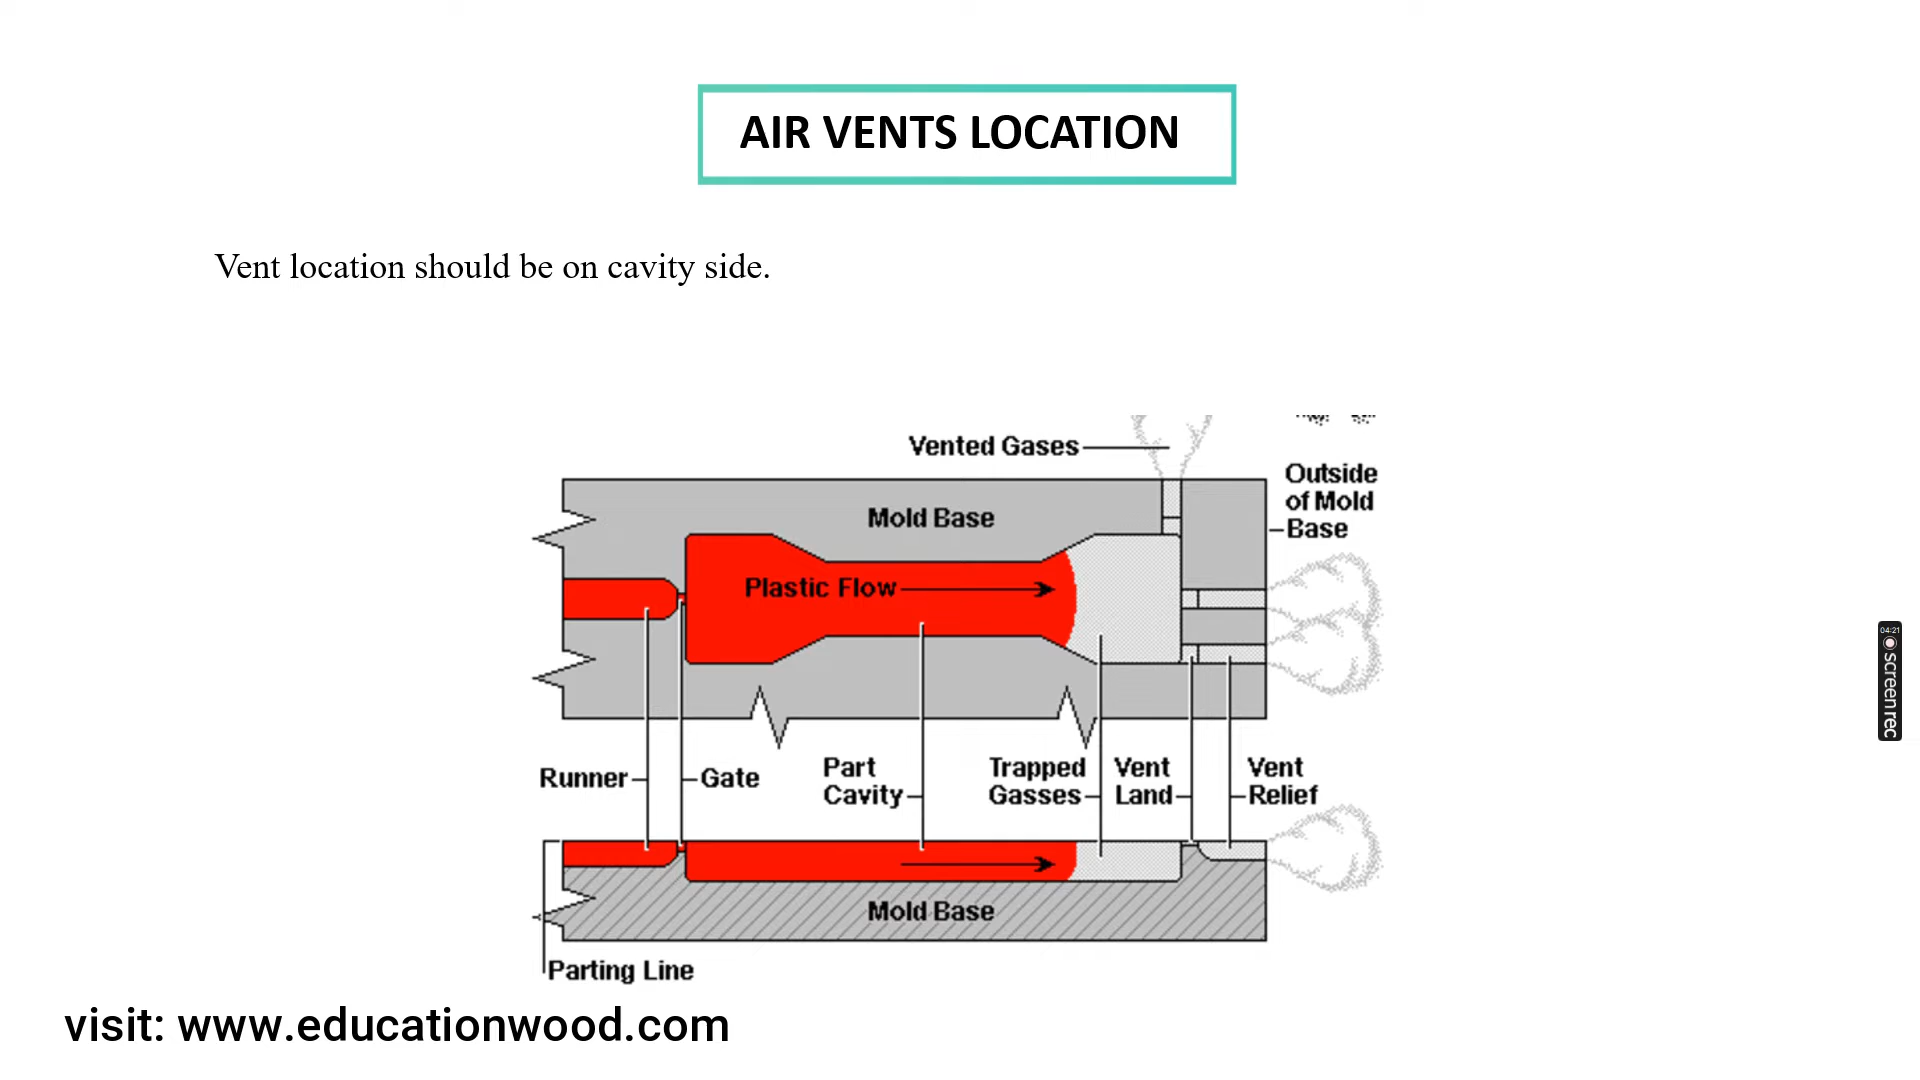 AIR VENTS LOCATION
Vent location should be on cavity side.
Vented Gases
Outside
of Mold
Base
Mold Base
Plastic Flow
Runner
Gate
Part
Cavity
Trapped
Gasses
Vent
Land
Vent
Relief
Mold Base
Parting Line
visit: www.educationwood.com
04:21
screenrec